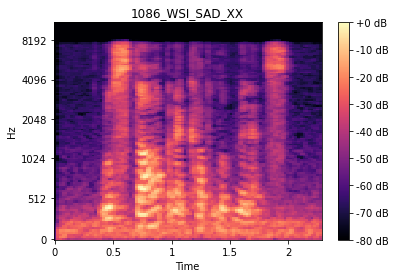 1086_WSI_SAD_XX
+0 dB
8192
-10 dB
4096
-20 dB
-30 dB
2048
Hz
-40 dB
1024
-50 dB
512
-60 dB
-70 dB
0
-80 dB
0
0.5
1
1.5
2
Time